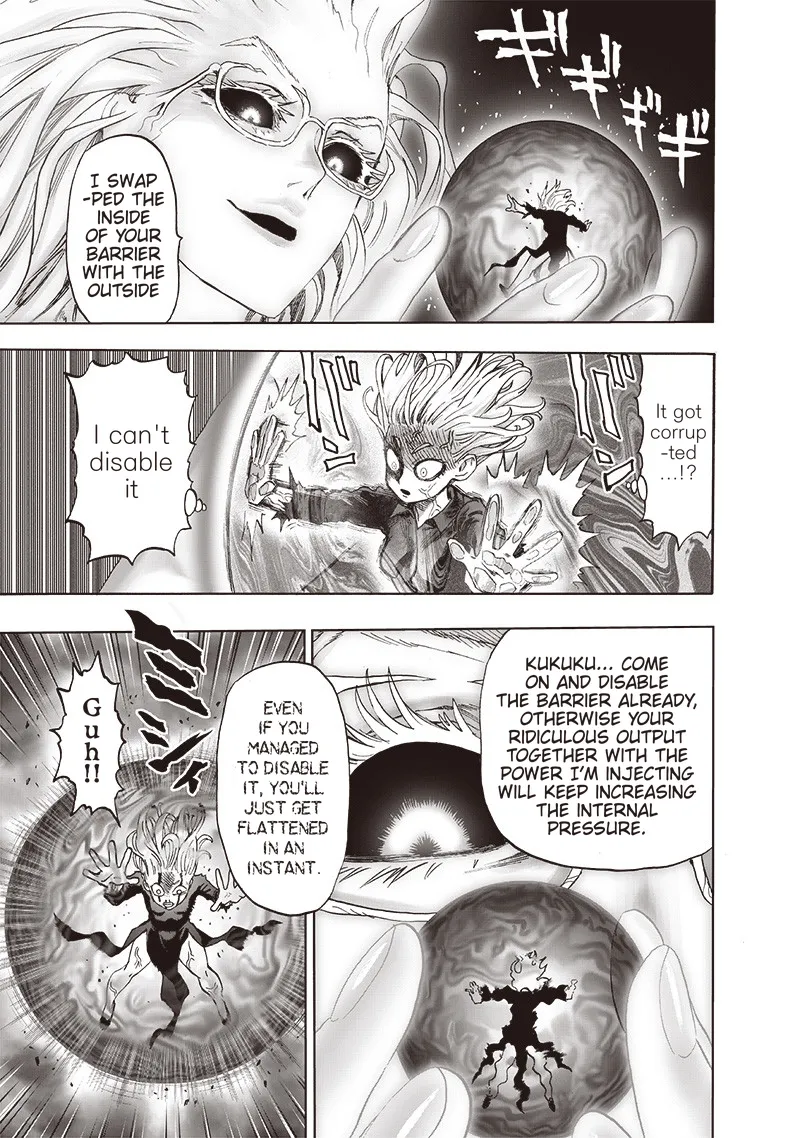 ギギギギ
I SWAP
-PED THE
INSIDE
OF YOUR
BARRIER
WITH THE
OUTSIDE
It got
corrup
-ted
...!?
I can't
disable
it
KUKUKU... COME
ON AND DISABLE
THE BARRIER ALREADY,
OTHERWISE YOUR
RIDICULOUS OUTPUT
TOGETHER WITH THE
POWER I'M INJECTING
WILL KEEP INCREASING
THE INTERNAL
PRESSURE.
EVEN
IF YOU
MANAGED
TO DISABLE
IT, YOU'LL
JUST GET
FLATTENED
IN AN
INSTANT.
Guh!!